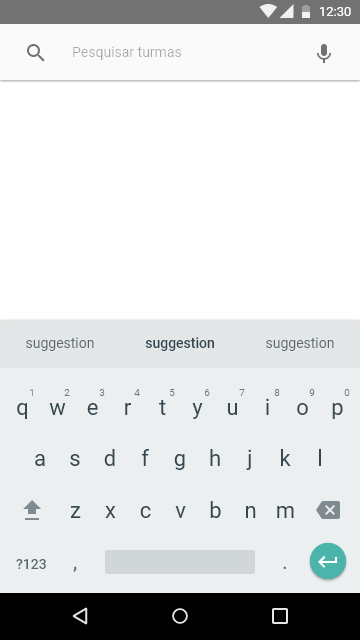 12:30
Pesquisar turmas
suggestion suggestion suggestion
1 2 3 4 5 6 7 8 9 0
q w e r t y u i o p
a s d f g h j k l
z x c v b n m
?123 , .